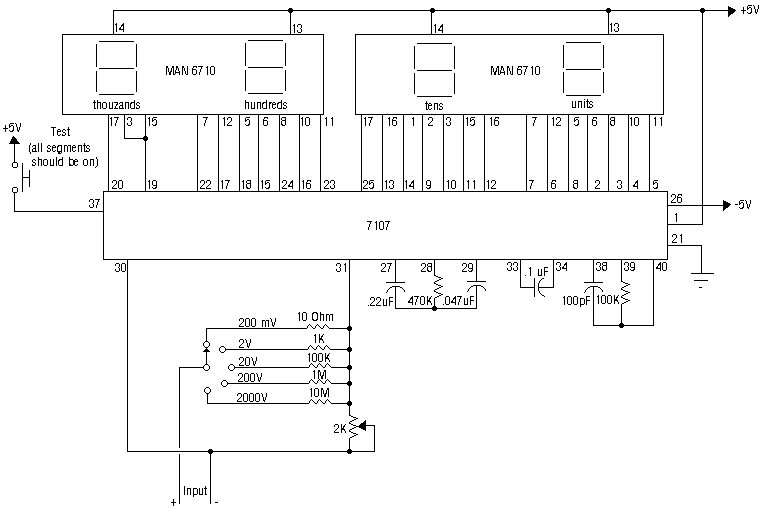 +5V
14 13 14 13
MAN 6710 MAN 6710
thouzands hundreds tens units
17 3 15 7 12 5 6 8 10 11 17 16 1 2 3 15 16 7 12 5 6 8 10 11
+5V
Test
(all segments
should be on)
20 19 22 17 18 15 24 16 23 25 13 14 9 10 11 12 7 6 8 2 3 4 5
37
26
-5V
1
7107
21
30 31 27 28 29 33 34 38 39 40
.1 uF
.22uF 470K .047uF 100pF 100K
200 mV 10 Ohm
2V 1K
20V 100K
200V 1M
2000V 10M
2K
+ Input -